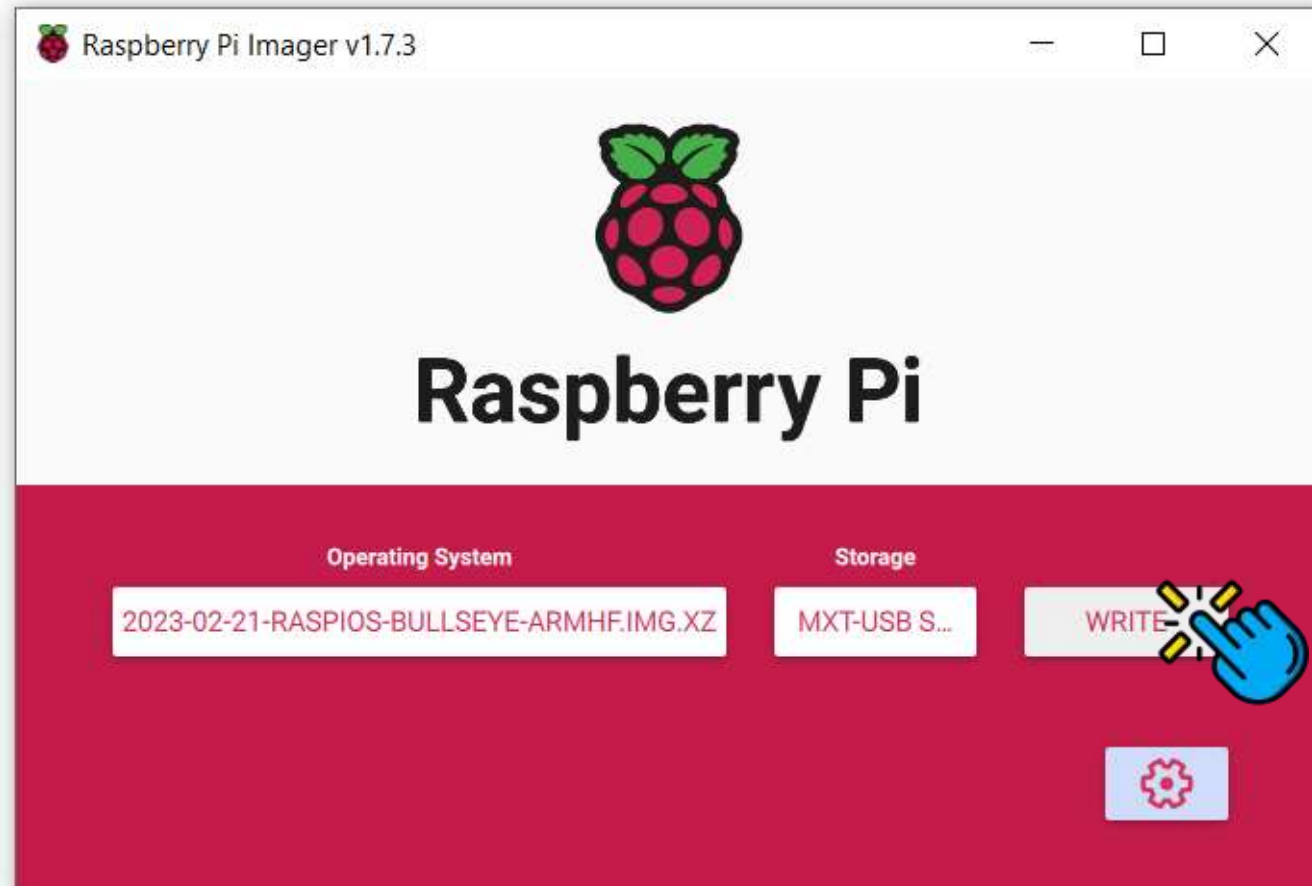 Raspberry Pi Imager v1.7.3
Raspberry Pi
Operating System
Storage
2023-02-21-RASPIOS-BULLSEYE-ARMHF.IMG.XZ
MXT-USB S...
WRITE